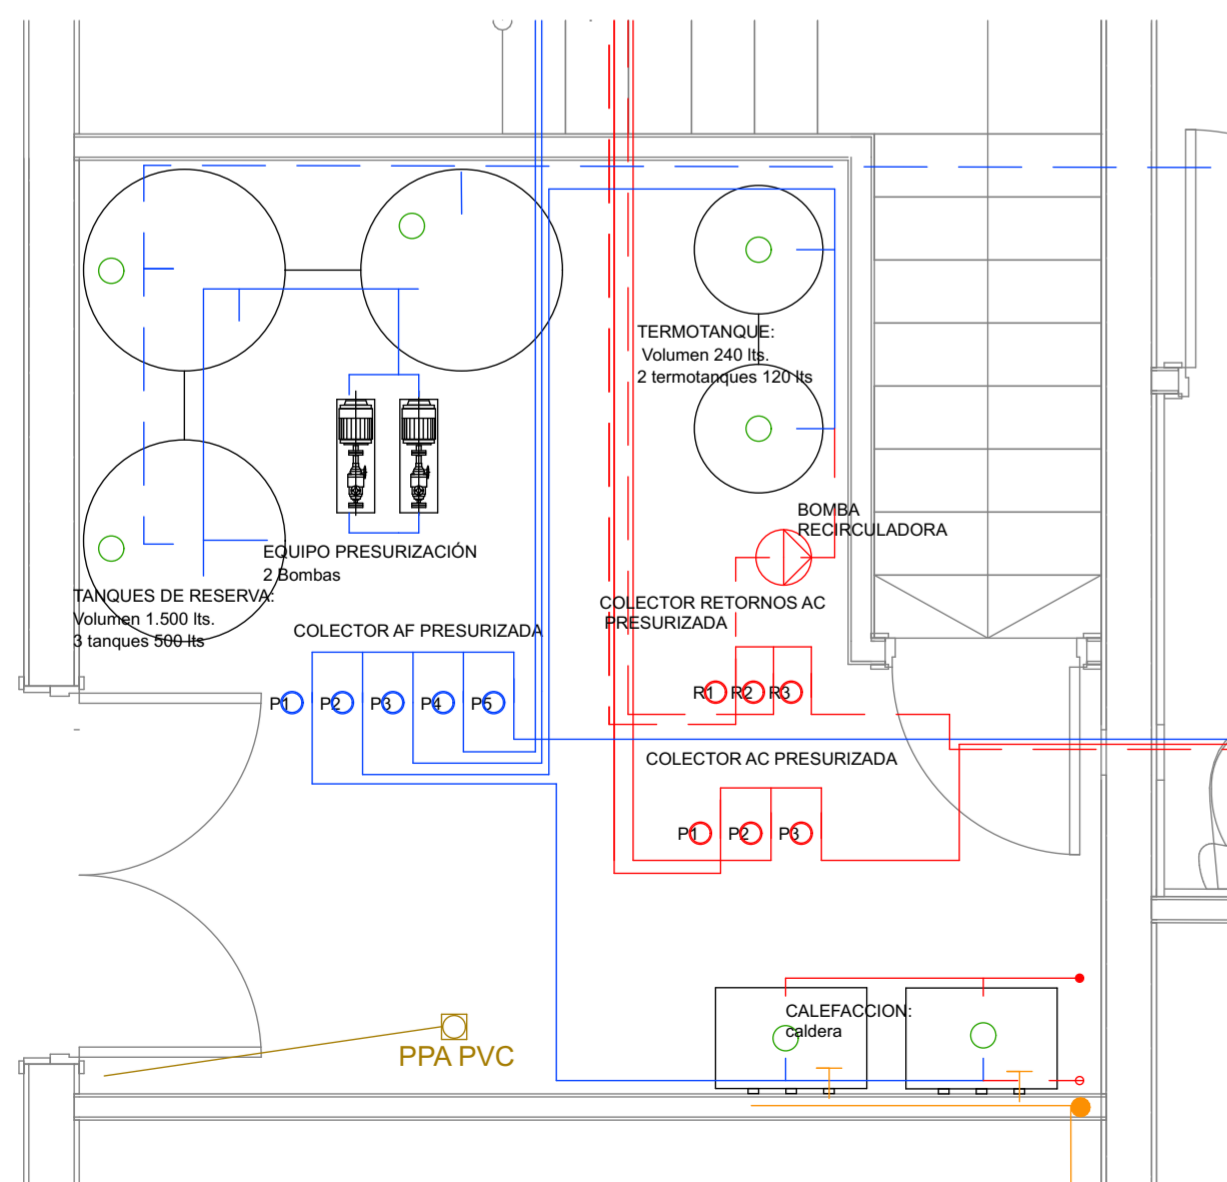 TERMOTANQUE:
Volumen 240 lts.
2 termotanques 120 lts
BOMBA
RECIRCULADORA
EQUIPO PRESURIZACIÓN
2 Bombas
TANQUES DE RESERVA:
Volumen 1.500 lts.
3 tanques 500 lts
COLECTOR RETORNOS AC
PRESURIZADA
COLECTOR AF PRESURIZADA
P1 P2 P3 P4 P5
R1 R2 R3
COLECTOR AC PRESURIZADA
P1 P2 P3
CALEFACCION:
caldera
PPA PVC